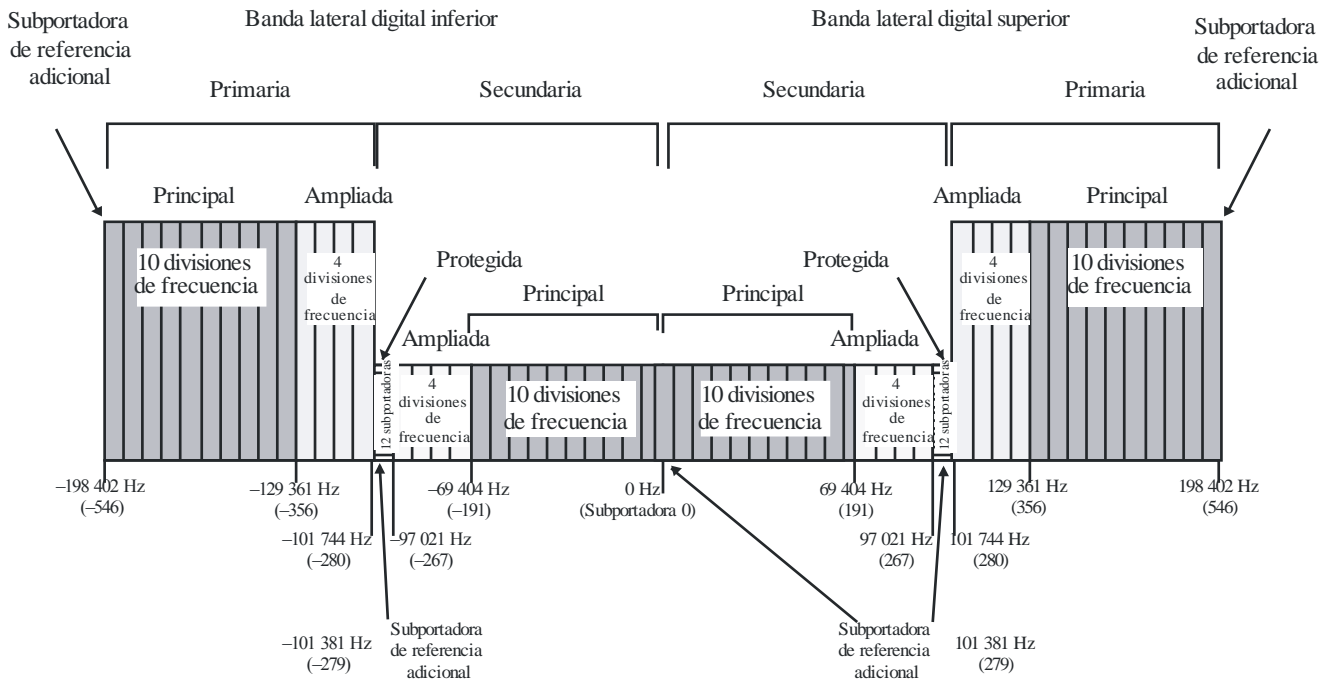 Subportadora
de referencia
adicional
Banda lateral digital inferior
Banda lateral digital superior
Subportadora
de referencia
adicional
Primaria
Secundaria
Secundaria
Primaria
Principal
Ampliada
Ampliada
Principal
10 divisiones
de frecuencia
4
divisiones
de
frecuencia
Protegida
Protegida
4
divisiones
de
frecuencia
10 divisiones
de frecuencia
Principal
Principal
Ampliada
Ampliada
12 subportadoras
4
divisiones
de
frecuencia
10 divisiones
de frecuencia
10 divisiones
de frecuencia
4
divisiones
de
frecuencia
12 subportadoras
–198 402 Hz
(–546)
–129 361 Hz
(–356)
–69 404 Hz
(–191)
0 Hz
(Subportadora 0)
69 404 Hz
(191)
129 361 Hz
(356)
198 402 Hz
(546)
–101 744 Hz
(–280)
–97 021 Hz
(–267)
97 021 Hz
(267)
101 744 Hz
(280)
–101 381 Hz
(–279)
Subportadora
de referencia
adicional
Subportadora
de referencia
adicional
101 381 Hz
(279)